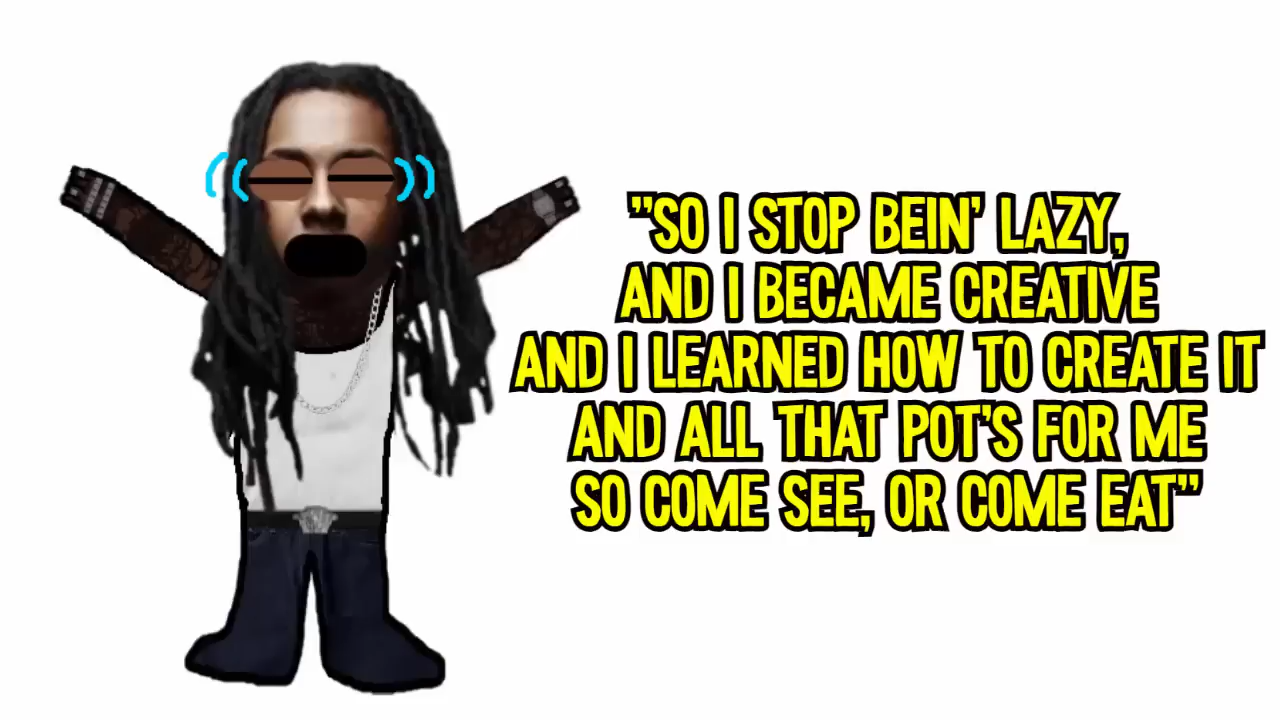 "SO I STOP BEIN' LAZY,
AND I BECAME CREATIVE
AND I LEARNED HOW TO CREATE IT
AND ALL THAT POT'S FOR ME
SO COME SEE, OR COME EAT"